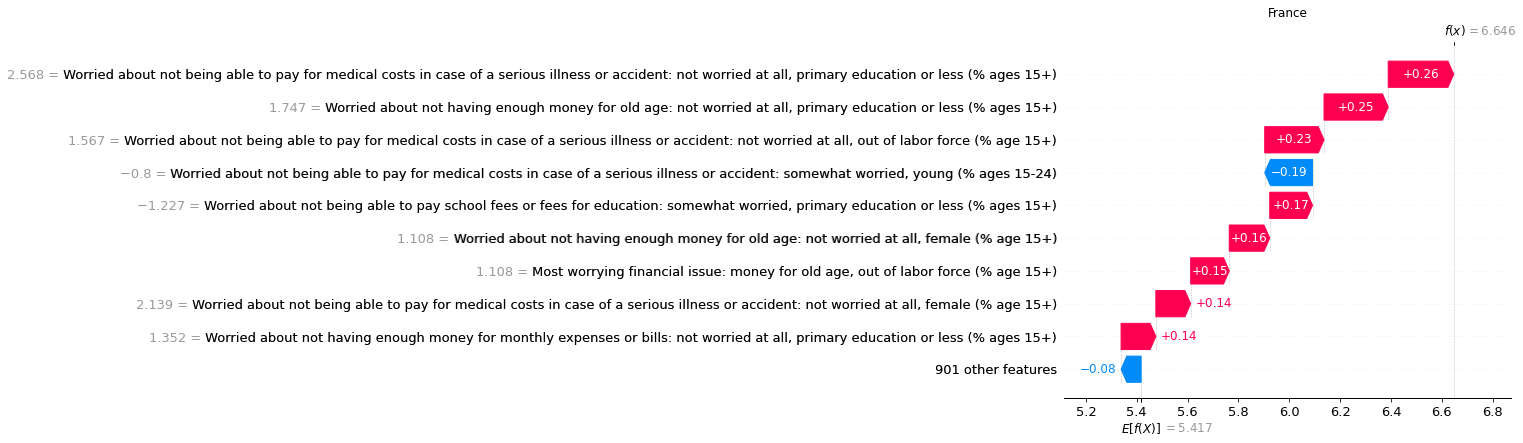 France
f(x) = 6.646
2.568 = Worried about not being able to pay for medical costs in case of a serious illness or accident: not worried at all, primary education or less (% ages 15+)
+0.26
1.747 = Worried about not having enough money for old age: not worried at all, primary education or less (% ages 15+)
+0.25
1.567 = Worried about not being able to pay for medical costs in case of a serious illness or accident: not worried at all, out of labor force (% age 15+)
+0.23
−0.8 = Worried about not being able to pay for medical costs in case of a serious illness or accident: somewhat worried, young (% ages 15-24)
−0.19
−1.227 = Worried about not being able to pay school fees or fees for education: somewhat worried, primary education or less (% ages 15+)
+0.17
1.108 = Worried about not having enough money for old age: not worried at all, female (% age 15+)
+0.16
1.108 = Most worrying financial issue: money for old age, out of labor force (% age 15+)
+0.15
2.139 = Worried about not being able to pay for medical costs in case of a serious illness or accident: not worried at all, female (% age 15+)
+0.14
1.352 = Worried about not having enough money for monthly expenses or bills: not worried at all, primary education or less (% ages 15+)
+0.14
901 other features
−0.08
5.2 5.4 5.6 5.8 6.0 6.2 6.4 6.6 6.8
E[f(X)] = 5.417